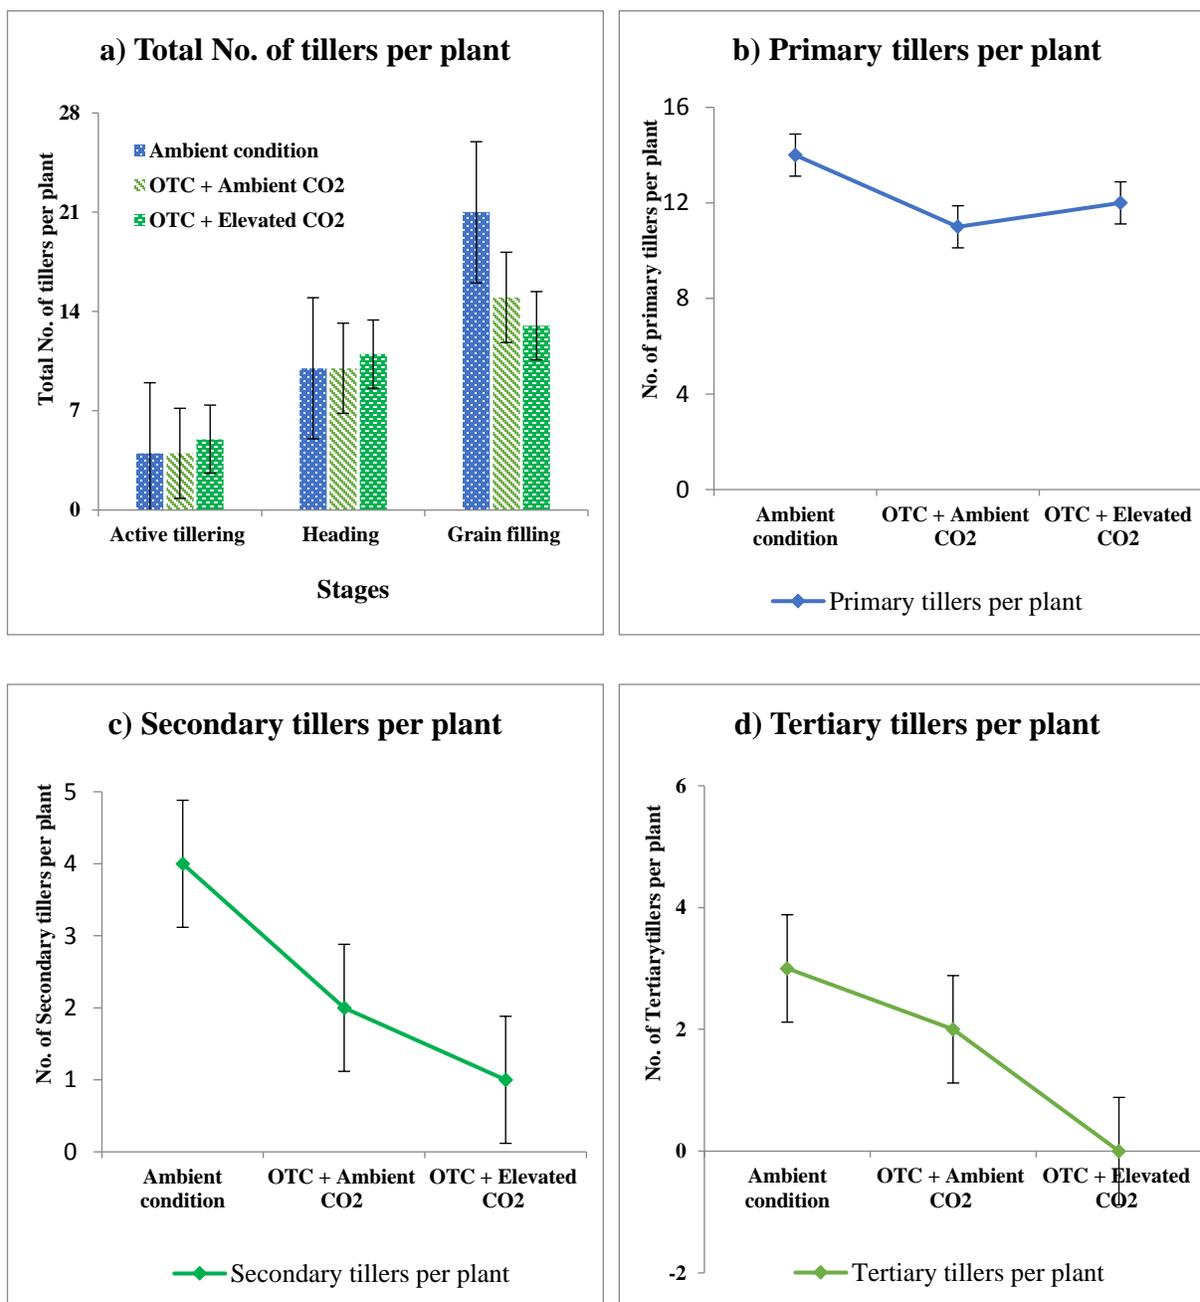 a) Total No. of tillers per plant
Total No. of tillers per plant
28
21
14
7
0
Ambient condition
OTC + Ambient CO2
OTC + Elevated CO2
Active tillering
Heading
Grain filling
Stages
b) Primary tillers per plant
No. of primary tillers per plant
16
12
8
4
0
Ambient
condition
OTC + Ambient
CO2
OTC + Elevated
CO2
Primary tillers per plant
c) Secondary tillers per plant
No. of Secondary tillers per plant
5
4
3
2
1
0
Ambient
condition
OTC + Ambient
CO2
OTC + Elevated
CO2
Secondary tillers per plant
d) Tertiary tillers per plant
No. of Tertiarytillers per plant
6
4
2
0
-2
Ambient
condition
OTC + Ambient
CO2
OTC + Elevated
CO2
Tertiary tillers per plant